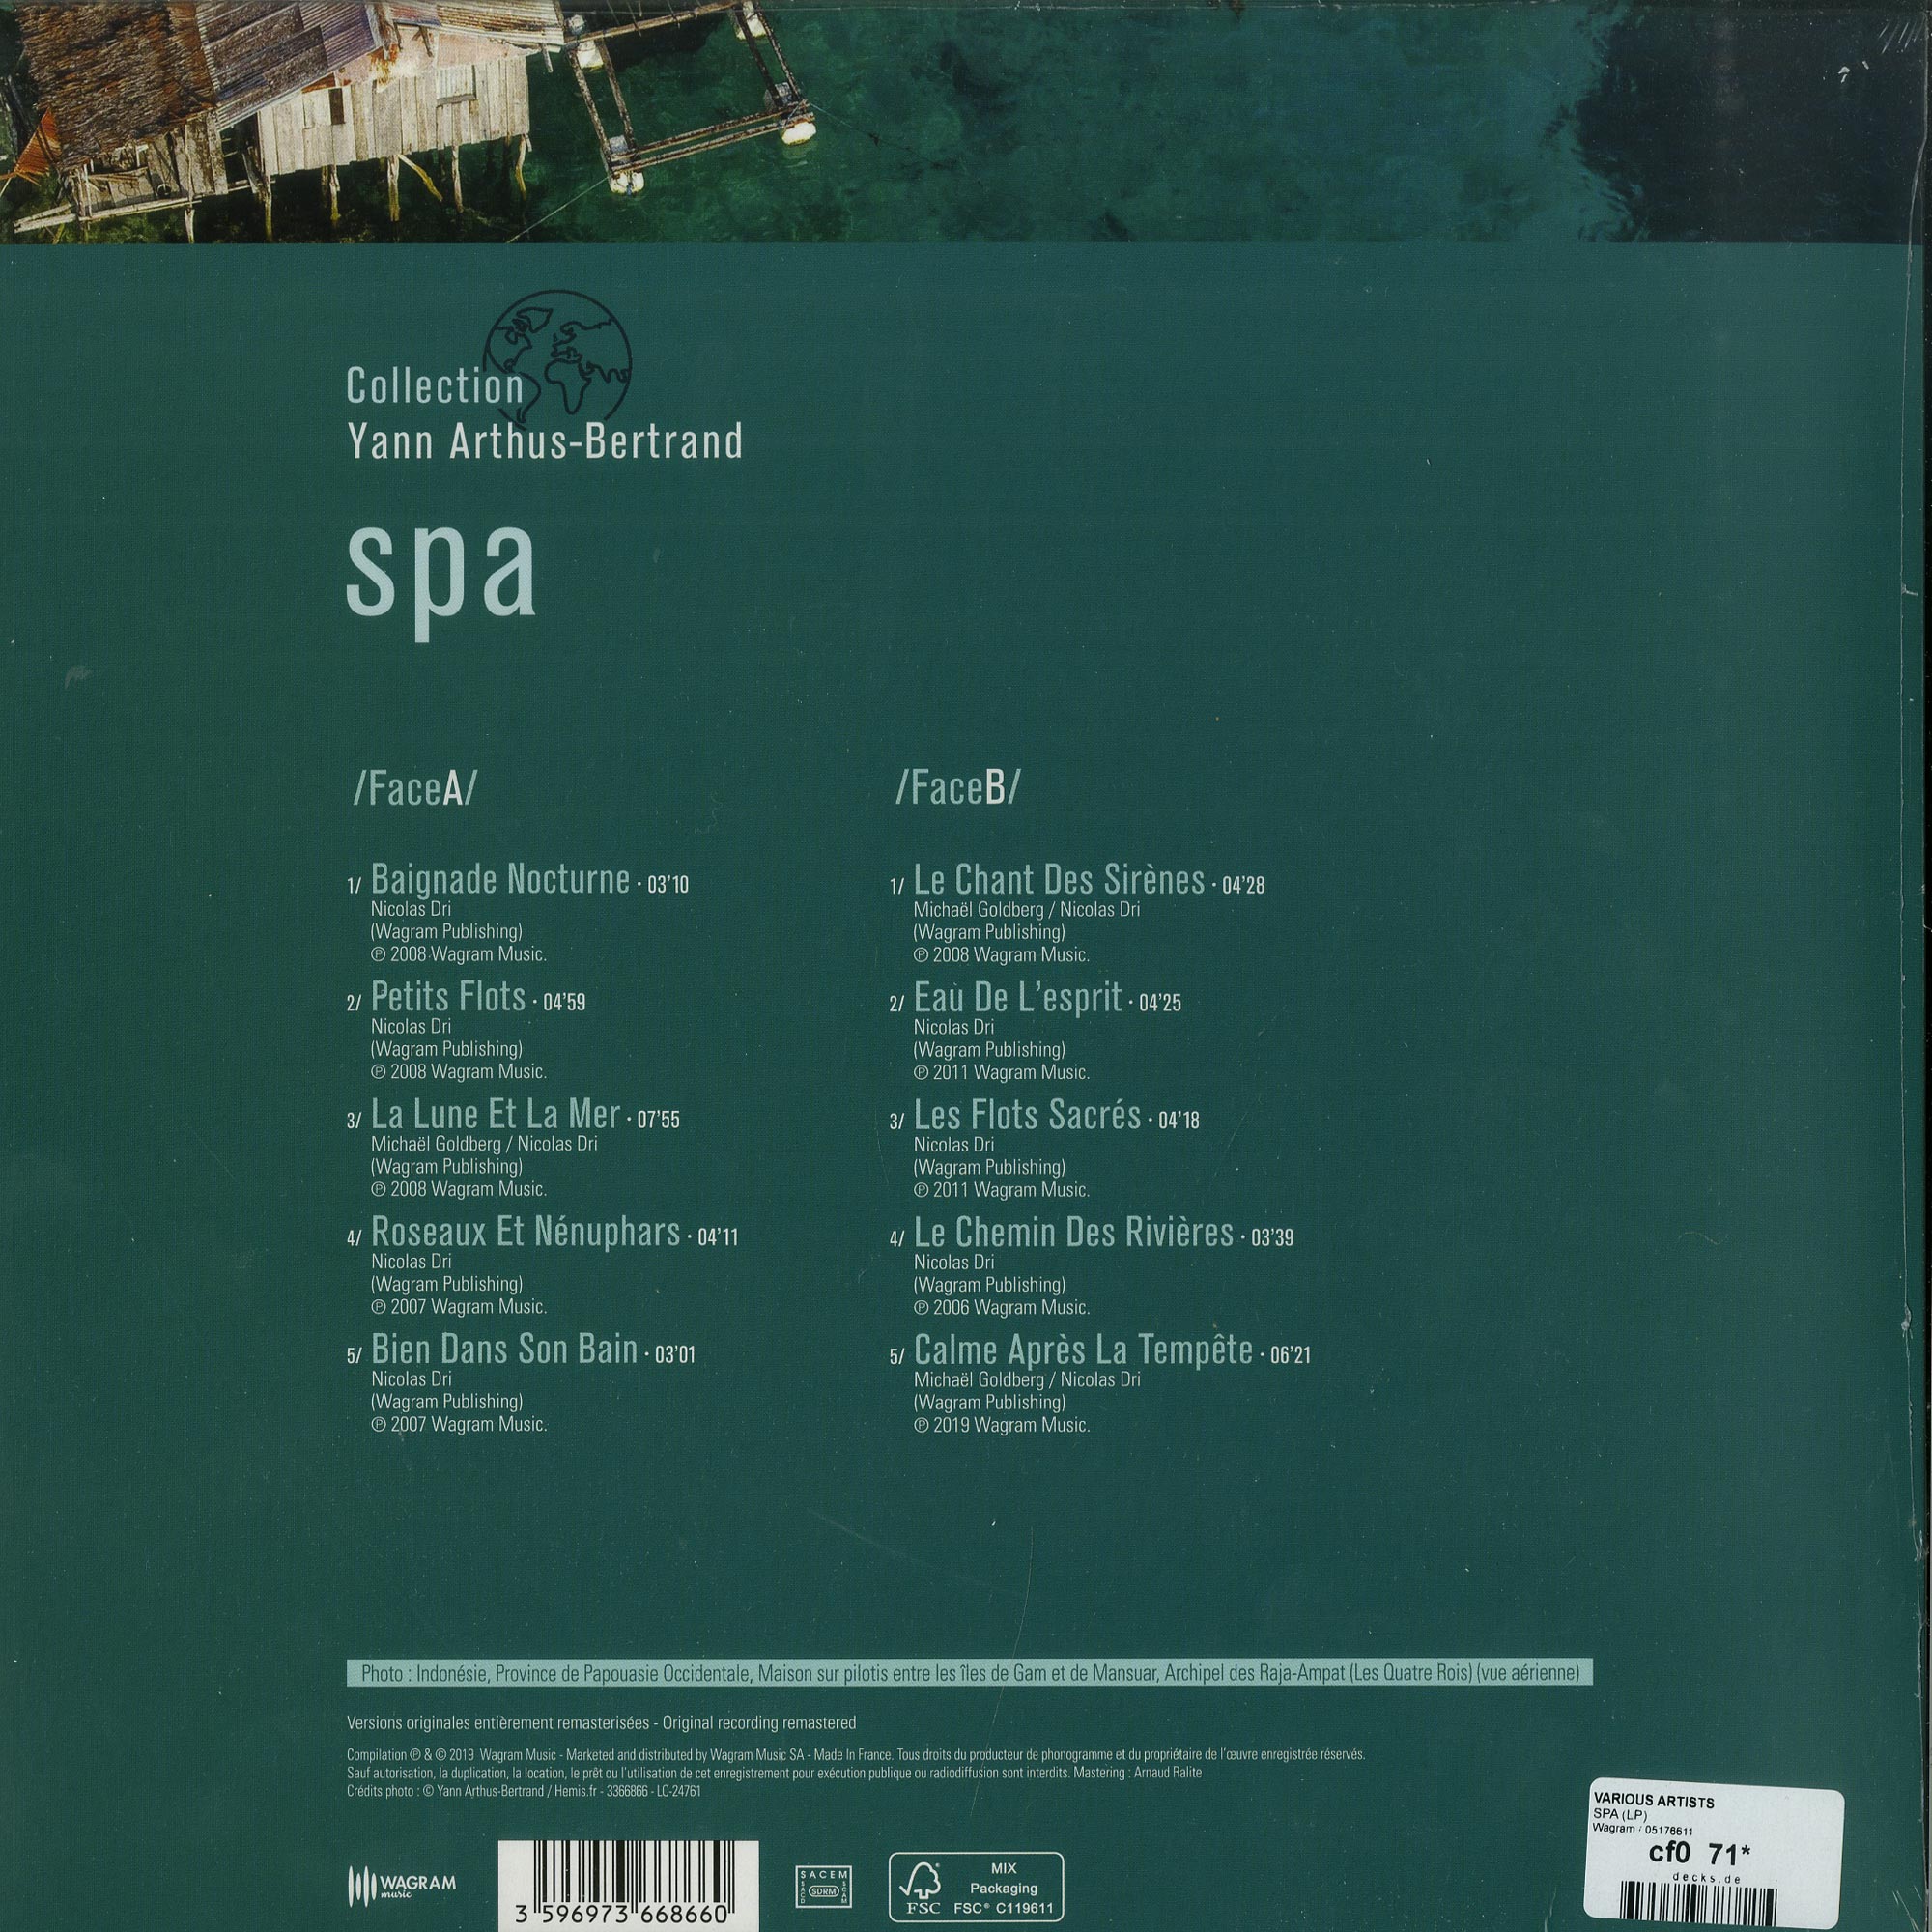 Collection
Yann Arthus-Bertrand
spa
/FaceA/
1/ Baignade Nocturne · 03'10
Nicolas Dri
(Wagram Publishing)
℗ 2008 Wagram Music.
2/ Petits Flots · 04'59
Nicolas Dri
(Wagram Publishing)
℗ 2008 Wagram Music.
3/ La Lune Et La Mer · 07'55
Michaël Goldberg / Nicolas Dri
(Wagram Publishing)
℗ 2008 Wagram Music.
4/ Roseaux Et Nénuphars · 04'11
Nicolas Dri
(Wagram Publishing)
℗ 2007 Wagram Music.
5/ Bien Dans Son Bain · 03'01
Nicolas Dri
(Wagram Publishing)
℗ 2007 Wagram Music.
/FaceB/
1/ Le Chant Des Sirènes · 04'28
Michaël Goldberg / Nicolas Dri
(Wagram Publishing)
℗ 2008 Wagram Music.
2/ Eau De L'esprit · 04'25
Nicolas Dri
(Wagram Publishing)
℗ 2011 Wagram Music.
3/ Les Flots Sacrés · 04'18
Nicolas Dri
(Wagram Publishing)
℗ 2011 Wagram Music.
4/ Le Chemin Des Rivières · 03'39
Nicolas Dri
(Wagram Publishing)
℗ 2006 Wagram Music.
5/ Calme Après La Tempête · 06'21
Michaël Goldberg / Nicolas Dri
(Wagram Publishing)
℗ 2019 Wagram Music.
Photo : Indonésie, Province de Papouasie Occidentale, Maison sur pilotis entre les îles de Gam et de Mansuar, Archipel des Raja-Ampat (Les Quatre Rois) (vue aérienne)
Versions originales entièrement remasterisées - Original recording remastered
Compilation ℗ & © 2019 Wagram Music - Marketed and distributed by Wagram Music SA - Made In France. Tous droits du producteur de phonogramme et du propriétaire de l'œuvre enregistrée réservés.
Sauf autorisation, la duplication, la location, le prêt ou l'utilisation de cet enregistrement pour exécution publique ou radiodiffusion sont interdits. Mastering : Arnaud Ralite
Crédits photo : © Yann Arthus-Bertrand / Hemis.fr - 3366866 - LC-24761
WAGRAM
music
3 596973 668660
SACEM
SACD
SDRM
SCAM
FSC
MIX
Packaging
FSC® C119611
VARIOUS ARTISTS
SPA (LP)
Wagram / 05176611
cf0 71*
decks.de